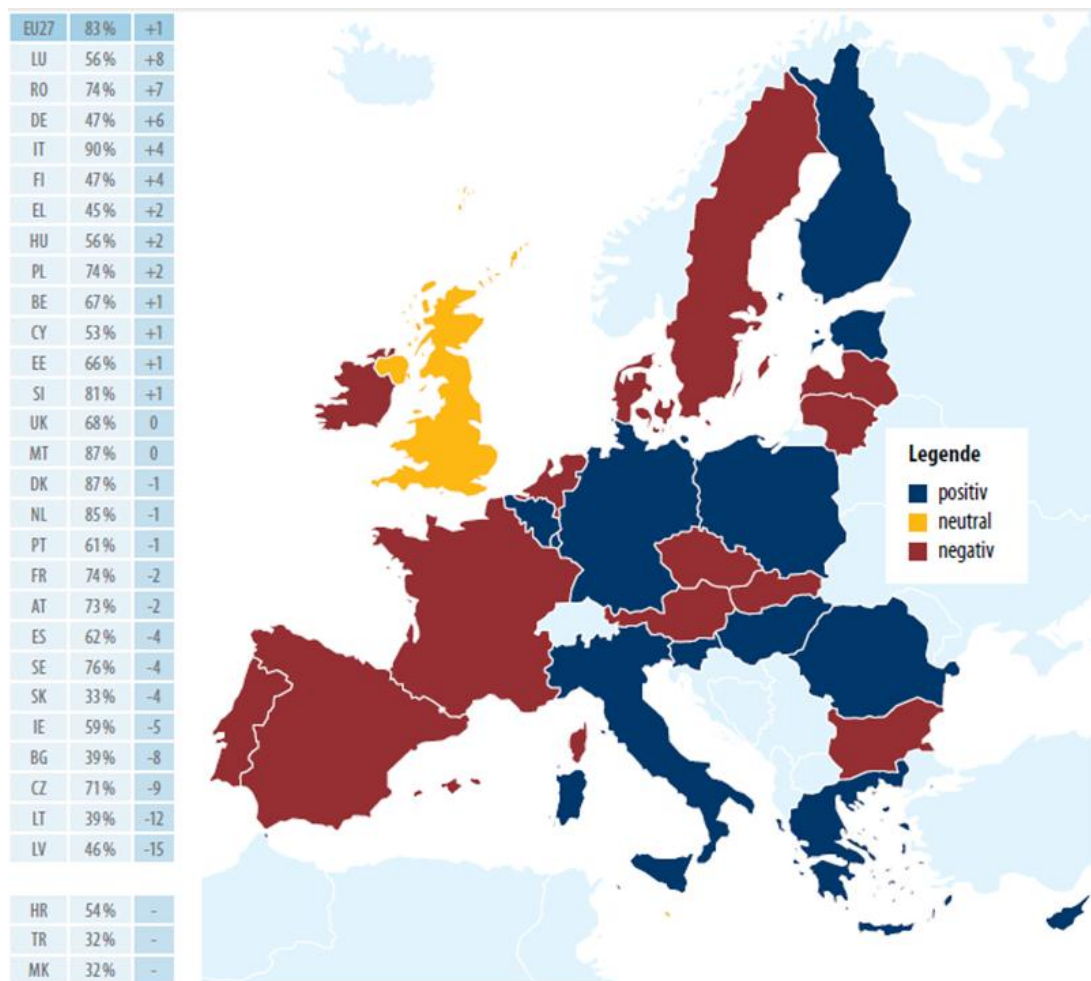 EU27 83% +1
LU 56% +8
RO 74% +7
DE 47% +6
IT 90% +4
FI 47% +4
EL 45% +2
HU 56% +2
PL 74% +2
BE 67% +1
CY 53% +1
EE 66% +1
SI 81% +1
UK 68% 0
MT 87% 0
DK 87% -1
NL 85% -1
PT 61% -1
FR 74% -2
AT 73% -2
ES 62% -4
SE 76% -4
SK 33% -4
IE 59% -5
BG 39% -8
CZ 71% -9
LT 39% -12
LV 46% -15
HR 54% -
TR 32% -
MK 32% -
Legende
positiv
neutral
negativ